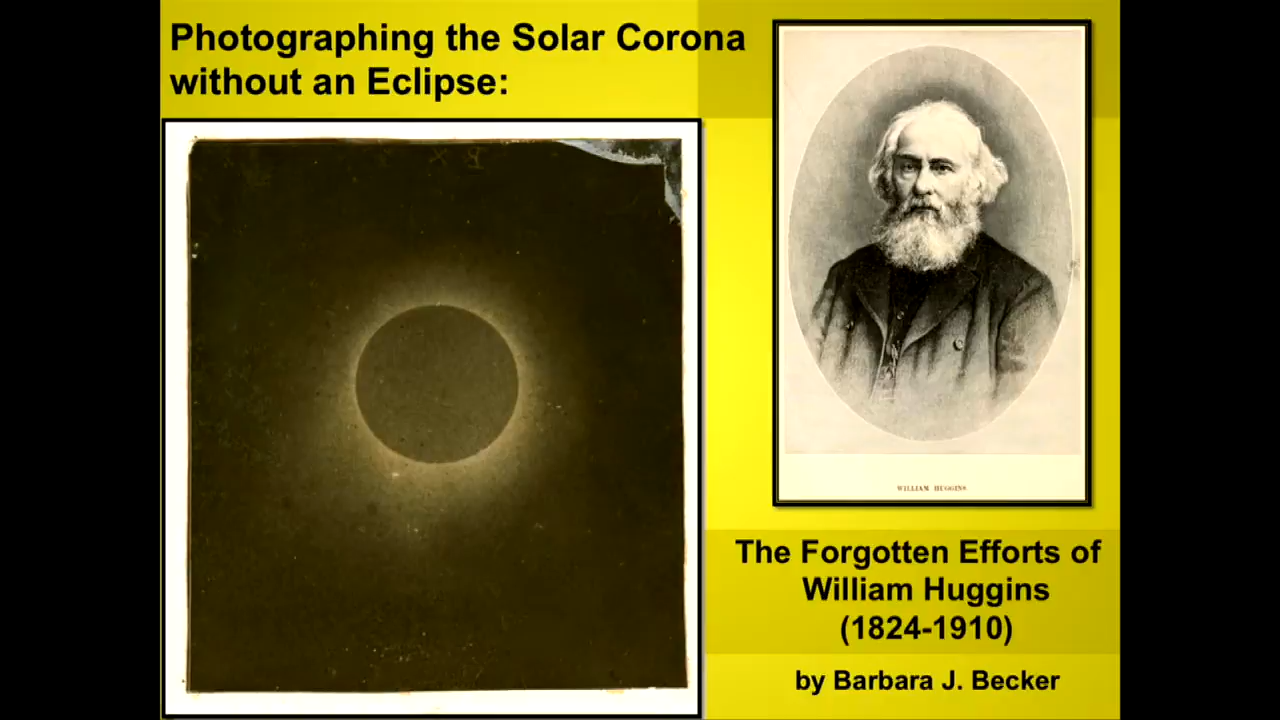 Photographing the Solar Corona
without an Eclipse:
WILLIAM HUGGINS
The Forgotten Efforts of
William Huggins
(1824-1910)
by Barbara J. Becker